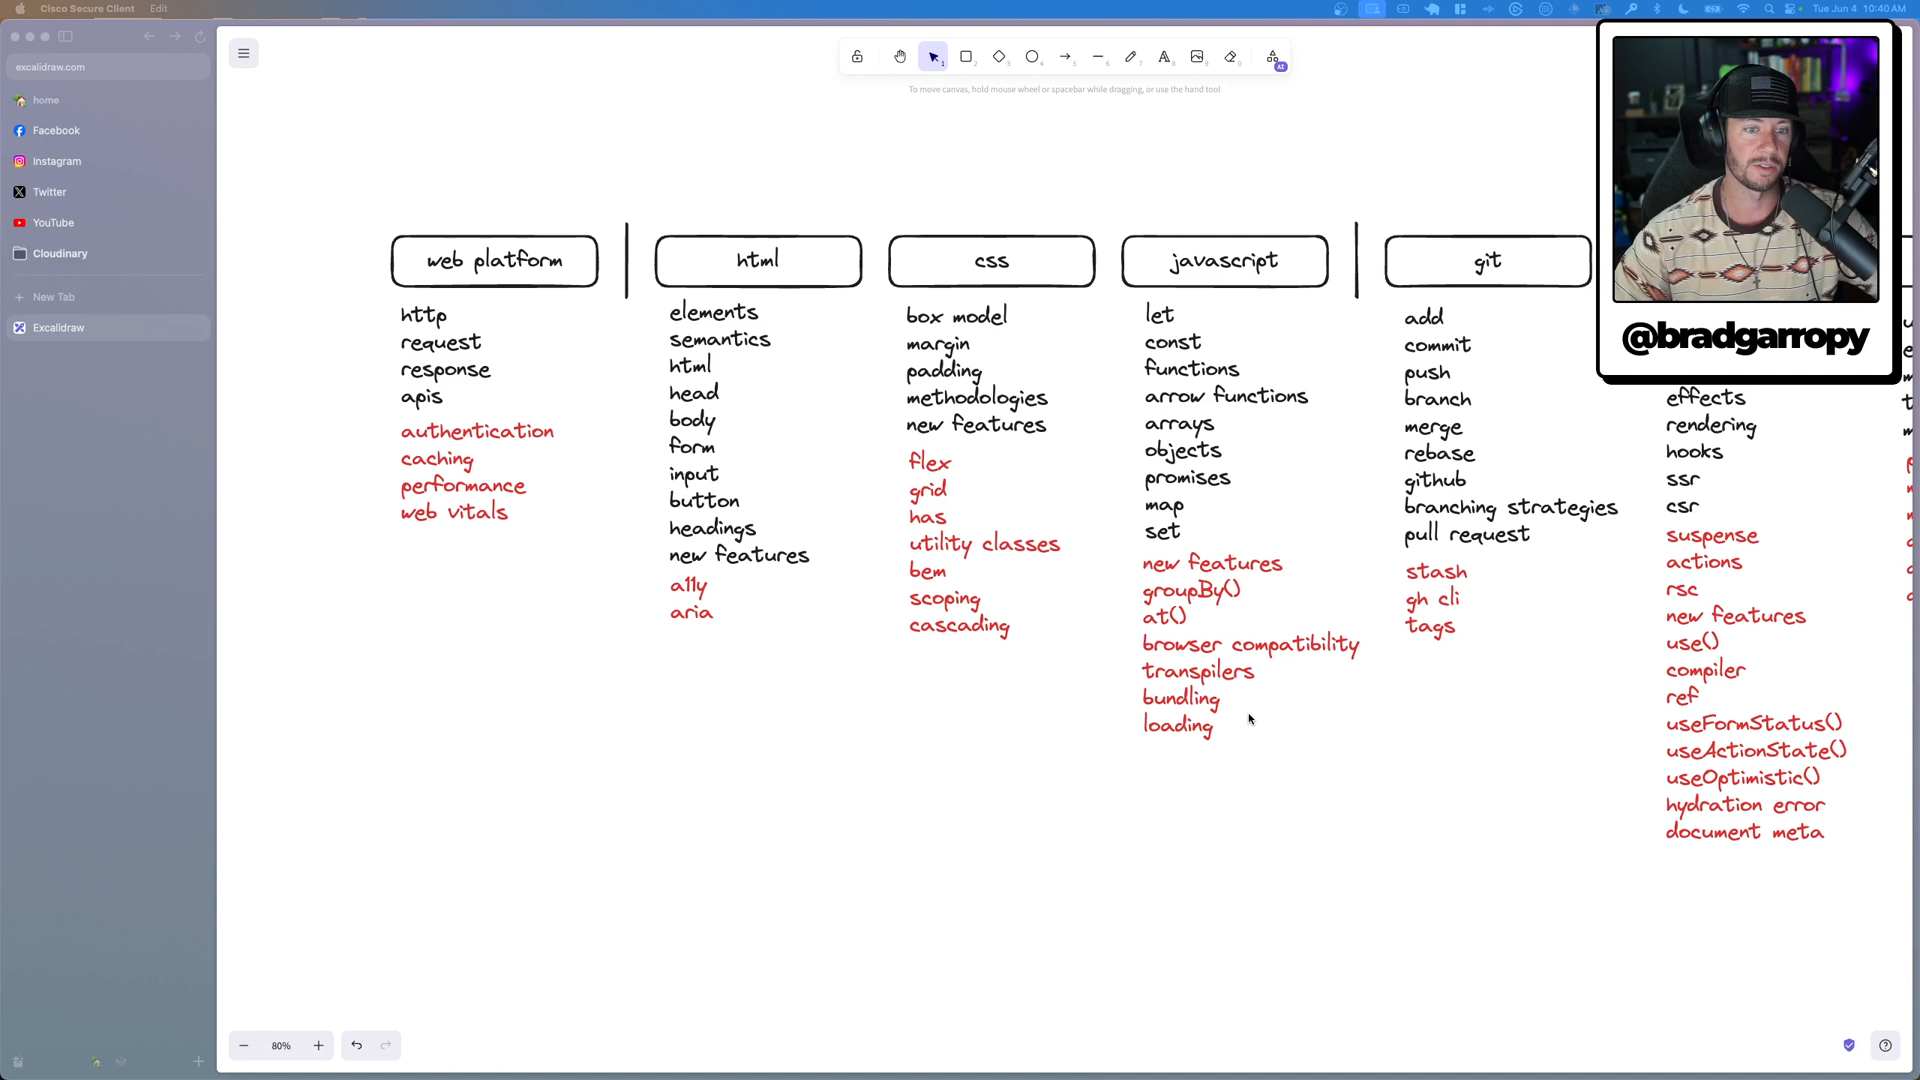 Cisco Secure Client Edit
Tue Jun 4 10:40 AM
excalidraw.com
home
Facebook
Instagram
Twitter
YouTube
Cloudinary
New Tab
Excalidraw
To move canvas, hold mouse wheel or spacebar while dragging, or use the hand tool
AI
@bradgarropy
web platform
http
request
response
apis
authentication
caching
performance
web vitals
html
elements
semantics
html
head
body
form
input
button
headings
new features
a11y
aria
css
box model
margin
padding
methodologies
new features
flex
grid
has
utility classes
bem
scoping
cascading
javascript
let
const
functions
arrow functions
arrays
objects
promises
map
set
new features
groupBy()
at()
browser compatibility
transpilers
bundling
loading
git
add
commit
push
branch
merge
rebase
github
branching strategies
pull request
stash
gh cli
tags
effects
rendering
hooks
ssr
csr
suspense
actions
rsc
new features
use()
compiler
ref
useFormStatus()
useActionState()
useOptimistic()
hydration error
document meta
80%